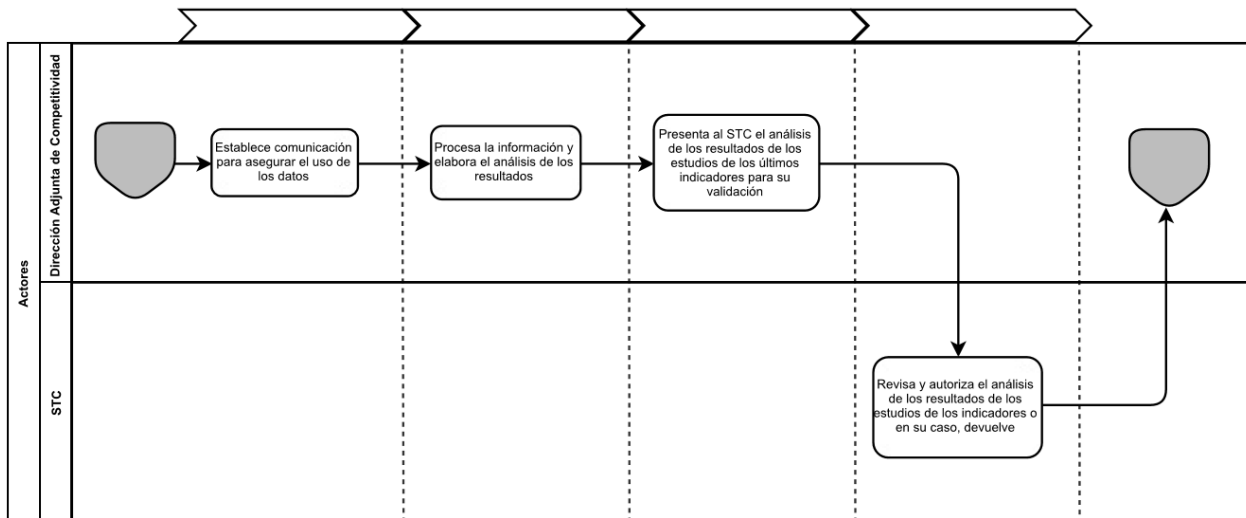 Actores
Dirección Adjunta de Competitividad
Establece comunicación
para asegurar el uso de
los datos
Procesa la información y
elabora el análisis de los
resultados
Presenta al STC el análisis
de los resultados de los
estudios de los últimos
indicadores para su
validación
STC
Revisa y autoriza el análisis
de los resultados de los
estudios de los indicadores o
en su caso, devuelve